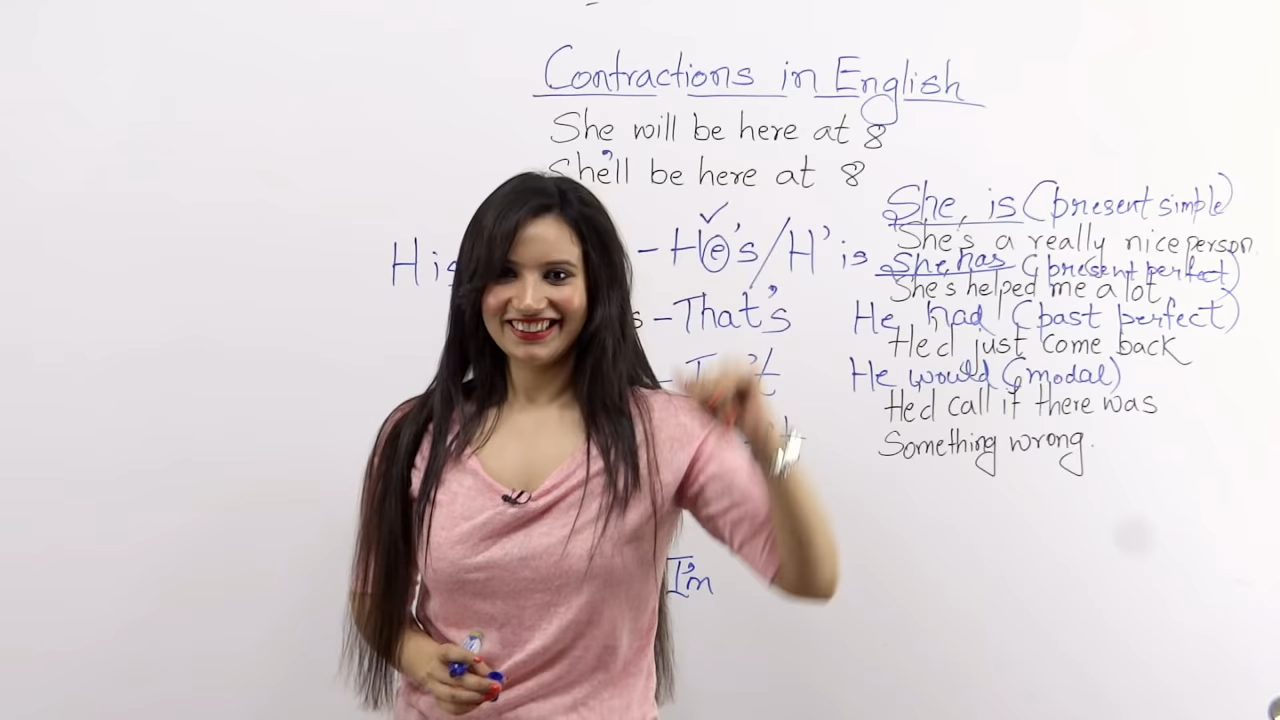 Contractions in English
She will be here at 8
She'll be here at 8
– He's / H'is
– That's
I'm
She is (present simple)
She's a really nice person
She has (present perfect)
She's helped me a lot
He had (past perfect)
He'd just come back
He would (modal)
He'd call if there was
Something wrong.